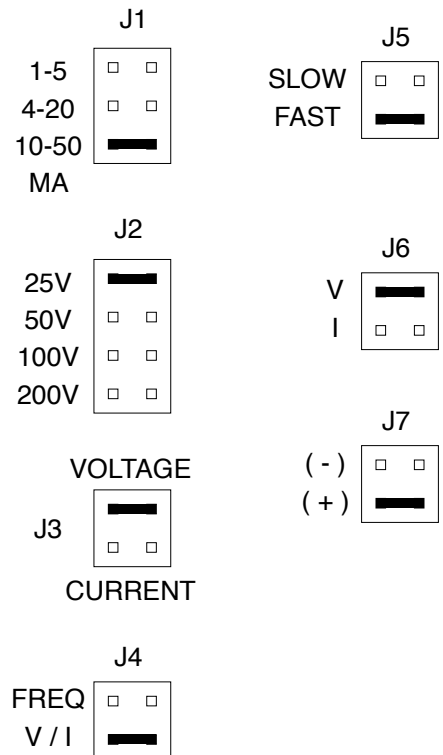 J1
1-5
4-20
10-50
MA
J2
25V
50V
100V
200V
VOLTAGE
J3
CURRENT
J4
FREQ
V / I
J5
SLOW
FAST
J6
V
I
J7
( - )
( + )